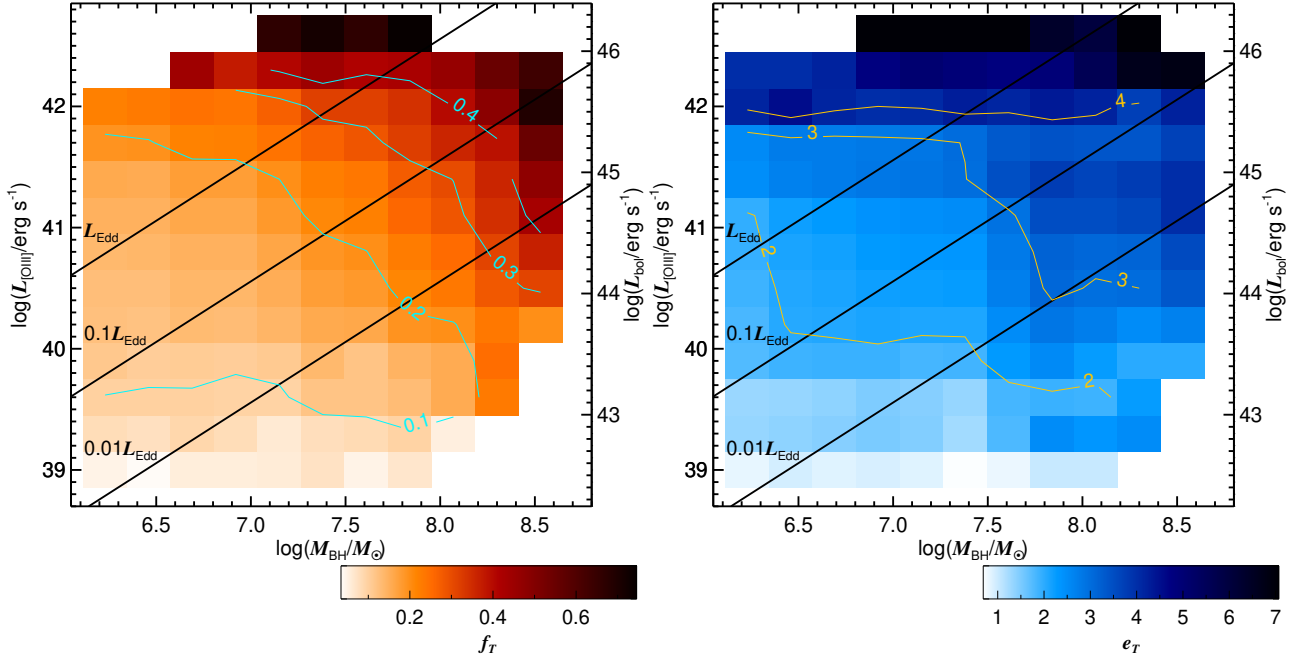 log(L[OIII]/erg s⁻¹)
42
41
40
39
LEdd
0.1LEdd
0.01LEdd
0.4
0.3
0.2
0.1
46
45
44
43
log(Lbol/erg s⁻¹)
6.5 7.0 7.5 8.0 8.5
log(MBH/M⊙)
0.2 0.4 0.6
fT
log(L[OIII]/erg s⁻¹)
42
41
40
39
LEdd
0.1LEdd
0.01LEdd
4
3
2
3
2
46
45
44
43
log(Lbol/erg s⁻¹)
6.5 7.0 7.5 8.0 8.5
log(MBH/M⊙)
1 2 3 4 5 6 7
eT